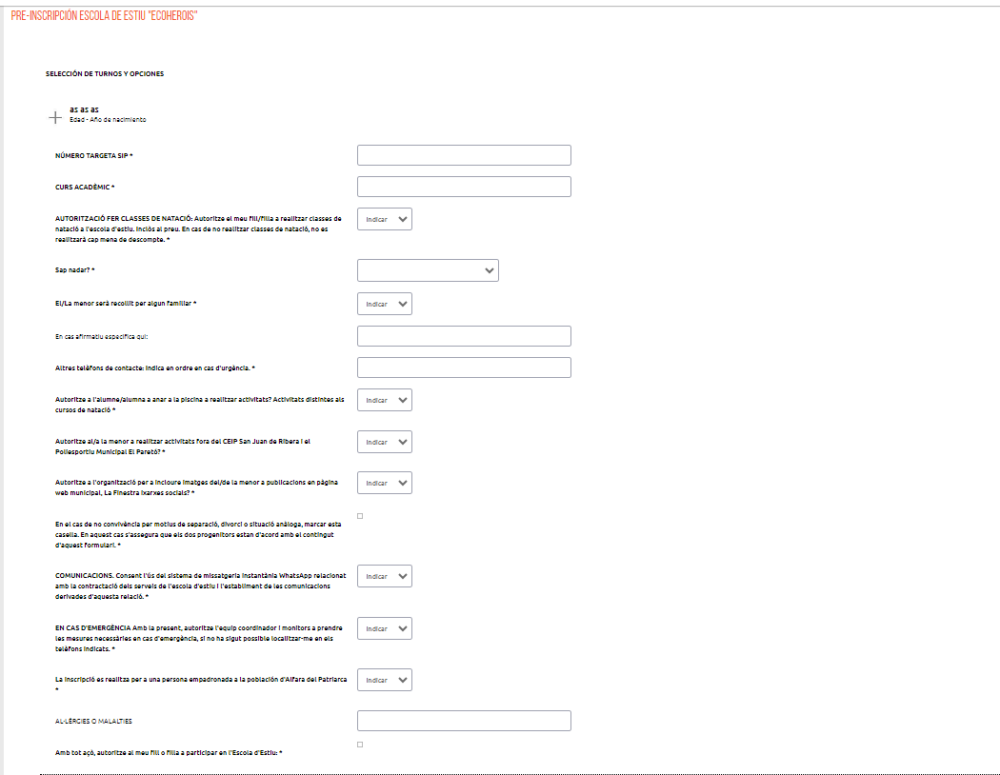 PRE-INSCRIPCIÓN ESCOLA DE ESTIU "ECOHEROIS"
SELECCIÓN DE TURNOS Y OPCIONES
as as as
Edad - Año de nacimiento
NÚMERO TARGETA SIP *
CURS ACADÈMIC *
AUTORITZACIÓ FER CLASSES DE NATACIÓ: Autoritze el meu fill/filla a realitzar classes de
natació a l'escola d'estiu. Inclòs al preu. En cas de no realitzar classes de natació, no es
realitzarà cap mena de descompte. *
Indicar
Sap nadar? *
El/La menor serà recollit per algun familiar *
Indicar
En cas afirmatiu especifica qui:
Altres telèfons de contacte: Indica en ordre en cas d'urgència. *
Autoritze a l'alumne/alumna a anar a la piscina a realitzar activitats? Activitats distintes als
cursos de natació *
Indicar
Autoritze al/a la menor a realitzar activitats fora del CEIP San Juan de Ribera i el
Poliesportiu Municipal El Paretó? *
Indicar
Autoritze a l'organització per a incloure imatges del/de la menor a publicacions en pàgina
web municipal, La Finestra ixarxes socials? *
Indicar
En el cas de no convivència per motius de separació, divorci o situació anàloga, marcar esta
casella. En aquest cas s'assegura que els dos progenitors estan d'acord amb el contingut
d'aquest formulari. *
COMUNICACIONS. Consent l'ús del sistema de missatgeria instantània WhatsApp relacionat
amb la contractació dels serveis de l'escola d'estiu i l'establiment de les comunicacions
derivades d'aquesta relació. *
Indicar
EN CAS D'EMERGÈNCIA Amb la present, autoritze l'equip coordinador i monitors a prendre
les mesures necessàries en cas d'emergència, si no ha sigut possible localitzar-me en els
telèfons indicats. *
Indicar
La inscripció es realitza per a una persona empadronada a la población d'Alfara del Patriarca
*
Indicar
AL·LÈRGIES O MALALTIES
Amb tot açò, autoritze al meu fill o filla a participar en l'Escola d'Estiu: *